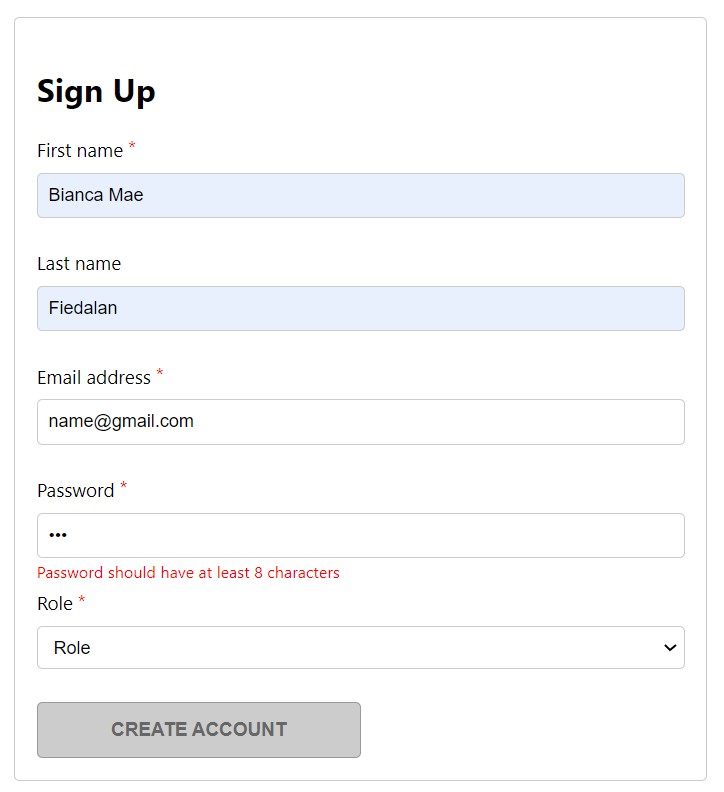 Sign Up
First name *
Bianca Mae
Last name
Fiedalan
Email address *
name@gmail.com
Password *
•••
Password should have at least 8 characters
Role *
Role
CREATE ACCOUNT